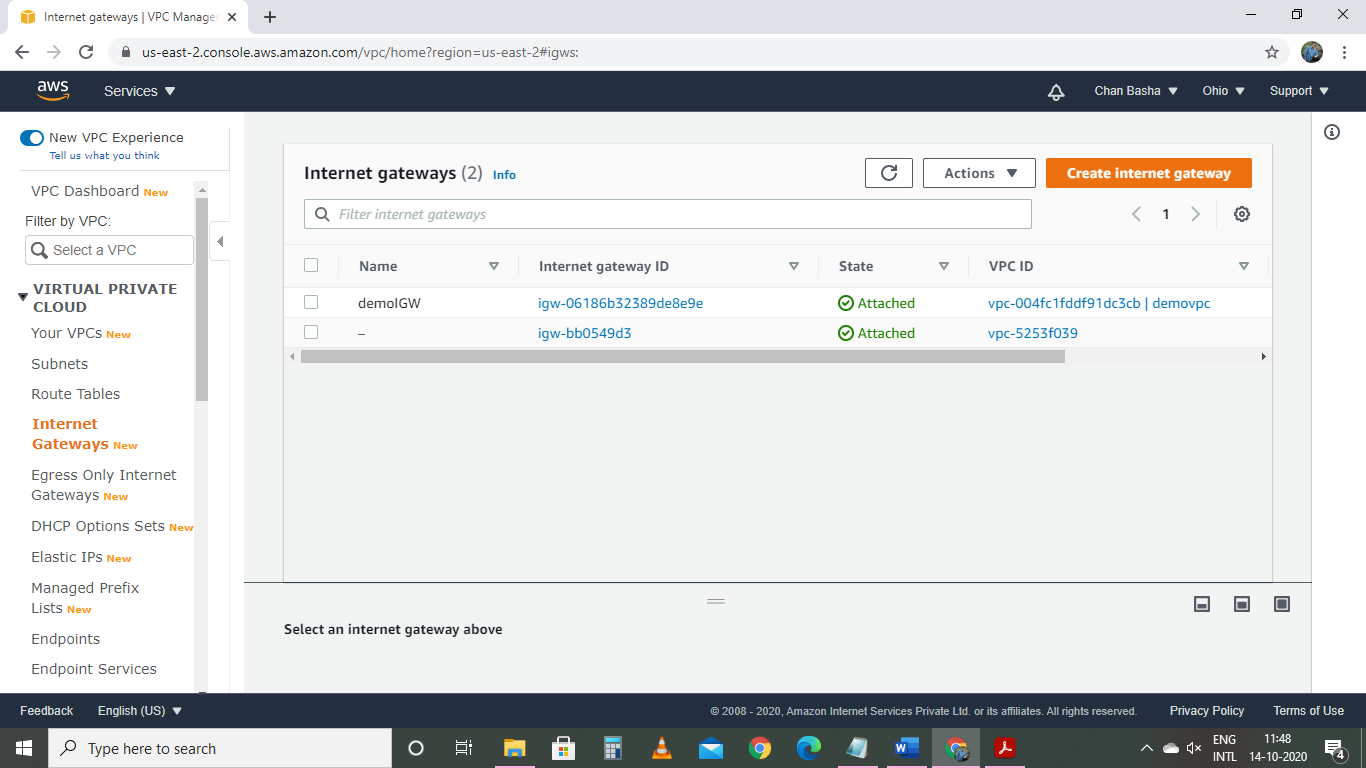 Internet gateways | VPC Manage
us-east-2.console.aws.amazon.com/vpc/home?region=us-east-2#igws:
aws
Services
Chan Basha
Ohio
Support
New VPC Experience
Tell us what you think
VPC Dashboard New
Filter by VPC:
Select a VPC
VIRTUAL PRIVATE
CLOUD
Your VPCs New
Subnets
Route Tables
Internet
Gateways New
Egress Only Internet
Gateways New
DHCP Options Sets New
Elastic IPs New
Managed Prefix
Lists New
Endpoints
Endpoint Services
Internet gateways (2) Info
Actions
Create internet gateway
Filter internet gateways
1
Name Internet gateway ID State VPC ID
demoIGW igw-06186b32389de8e9e Attached vpc-004fc1fddf91dc3cb | demovpc
– igw-bb0549d3 Attached vpc-5253f039
Select an internet gateway above
Feedback English (US) © 2008 - 2020, Amazon Internet Services Private Ltd. or its affiliates. All rights reserved. Privacy Policy Terms of Use
Type here to search
ENG
INTL
11:48
14-10-2020
4